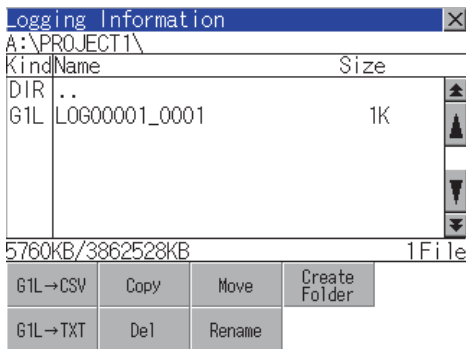 Logging Information
A:\PROJECT1\
Kind Name Size
DIR ..
G1L LOG00001_0001 1K
5760KB/3862528KB 1File
G1L→CSV Copy Move Create Folder
G1L→TXT Del Rename